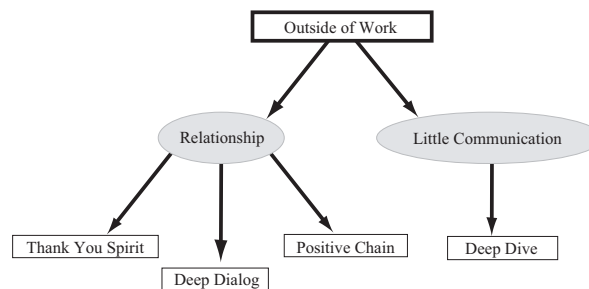 Outside of Work
Relationship
Little Communication
Thank You Spirit
Positive Chain
Deep Dive
Deep Dialog